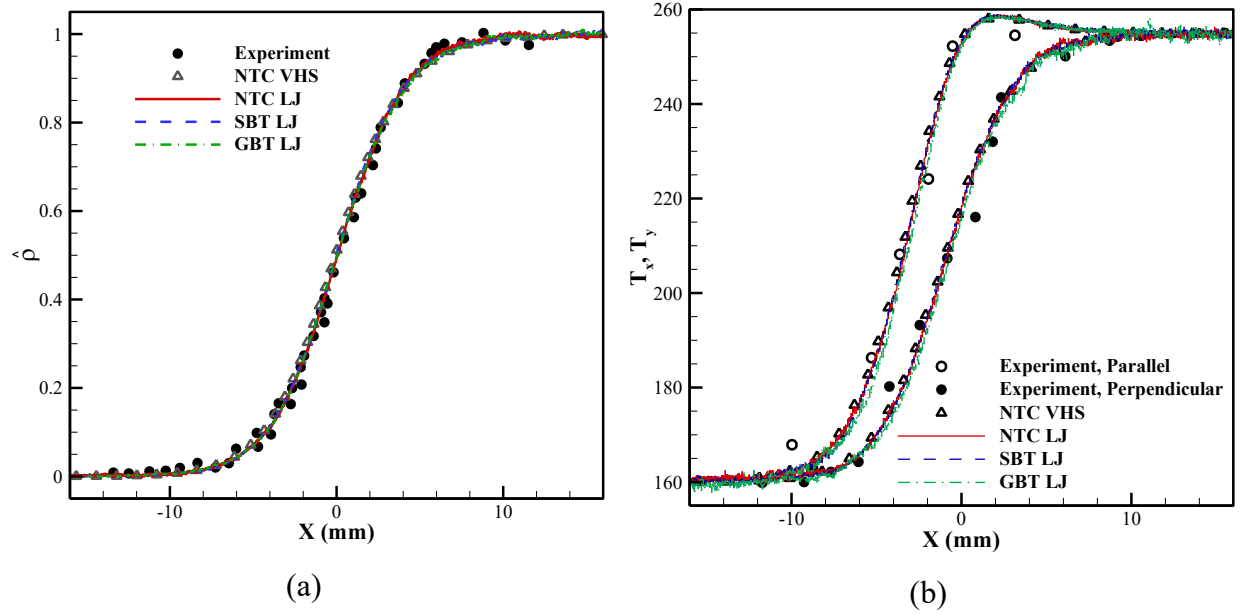 1
0.8
0.6
0.4
0.2
0
ρ̂
-10
0
10
X (mm)
Experiment
NTC VHS
NTC LJ
SBT LJ
GBT LJ
(a)
260
240
220
200
180
160
T_x, T_y
-10
0
10
X (mm)
Experiment, Parallel
Experiment, Perpendicular
NTC VHS
NTC LJ
SBT LJ
GBT LJ
(b)